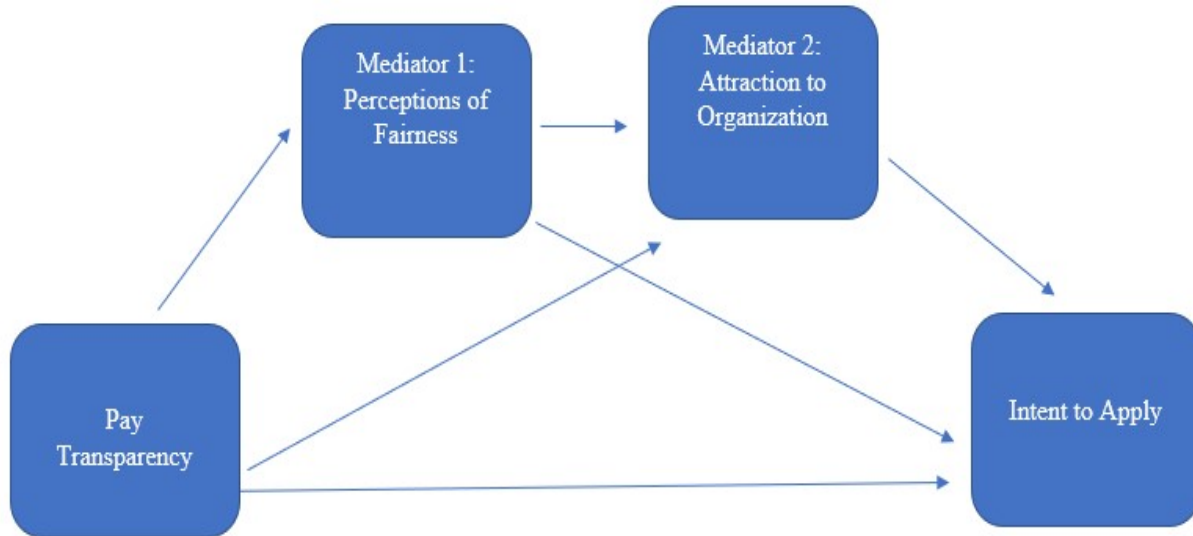 Mediator 1:
Perceptions of
Fairness
Mediator 2:
Attraction to
Organization
Pay
Transparency
Intent to Apply